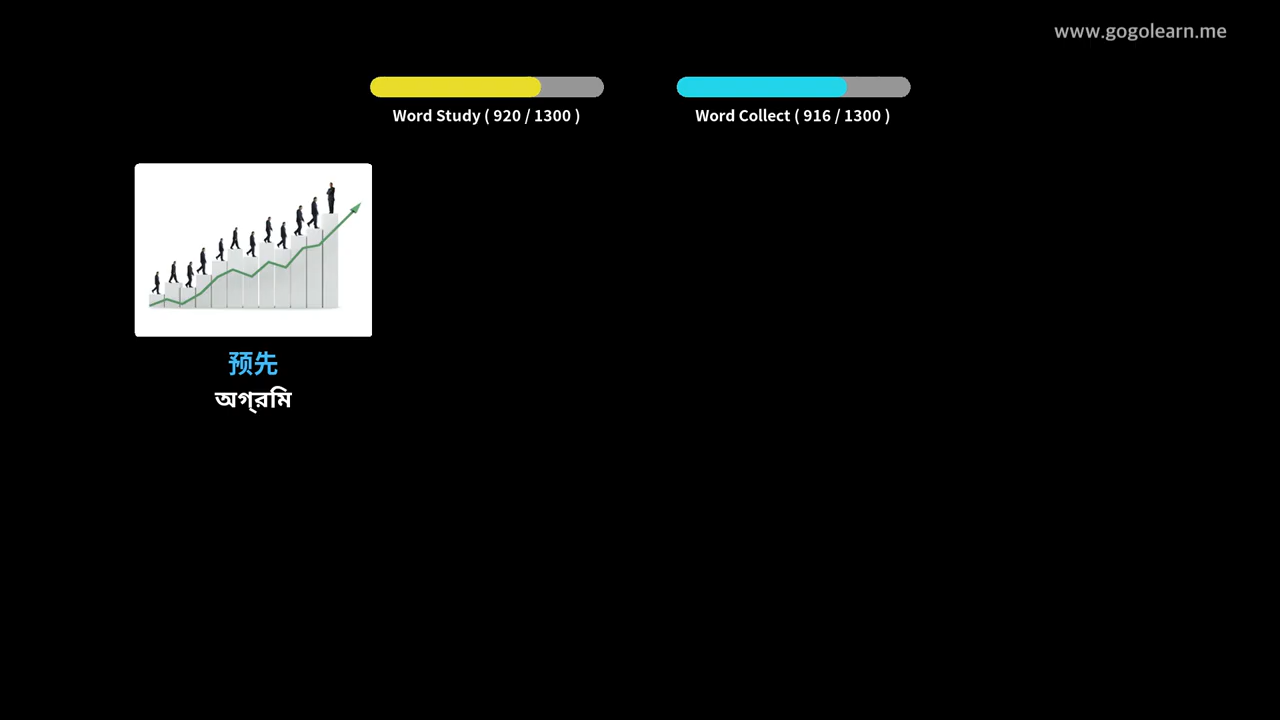 www.gogolearn.me
Word Study ( 920 / 1300 )
Word Collect ( 916 / 1300 )
预先
অগ্রমি